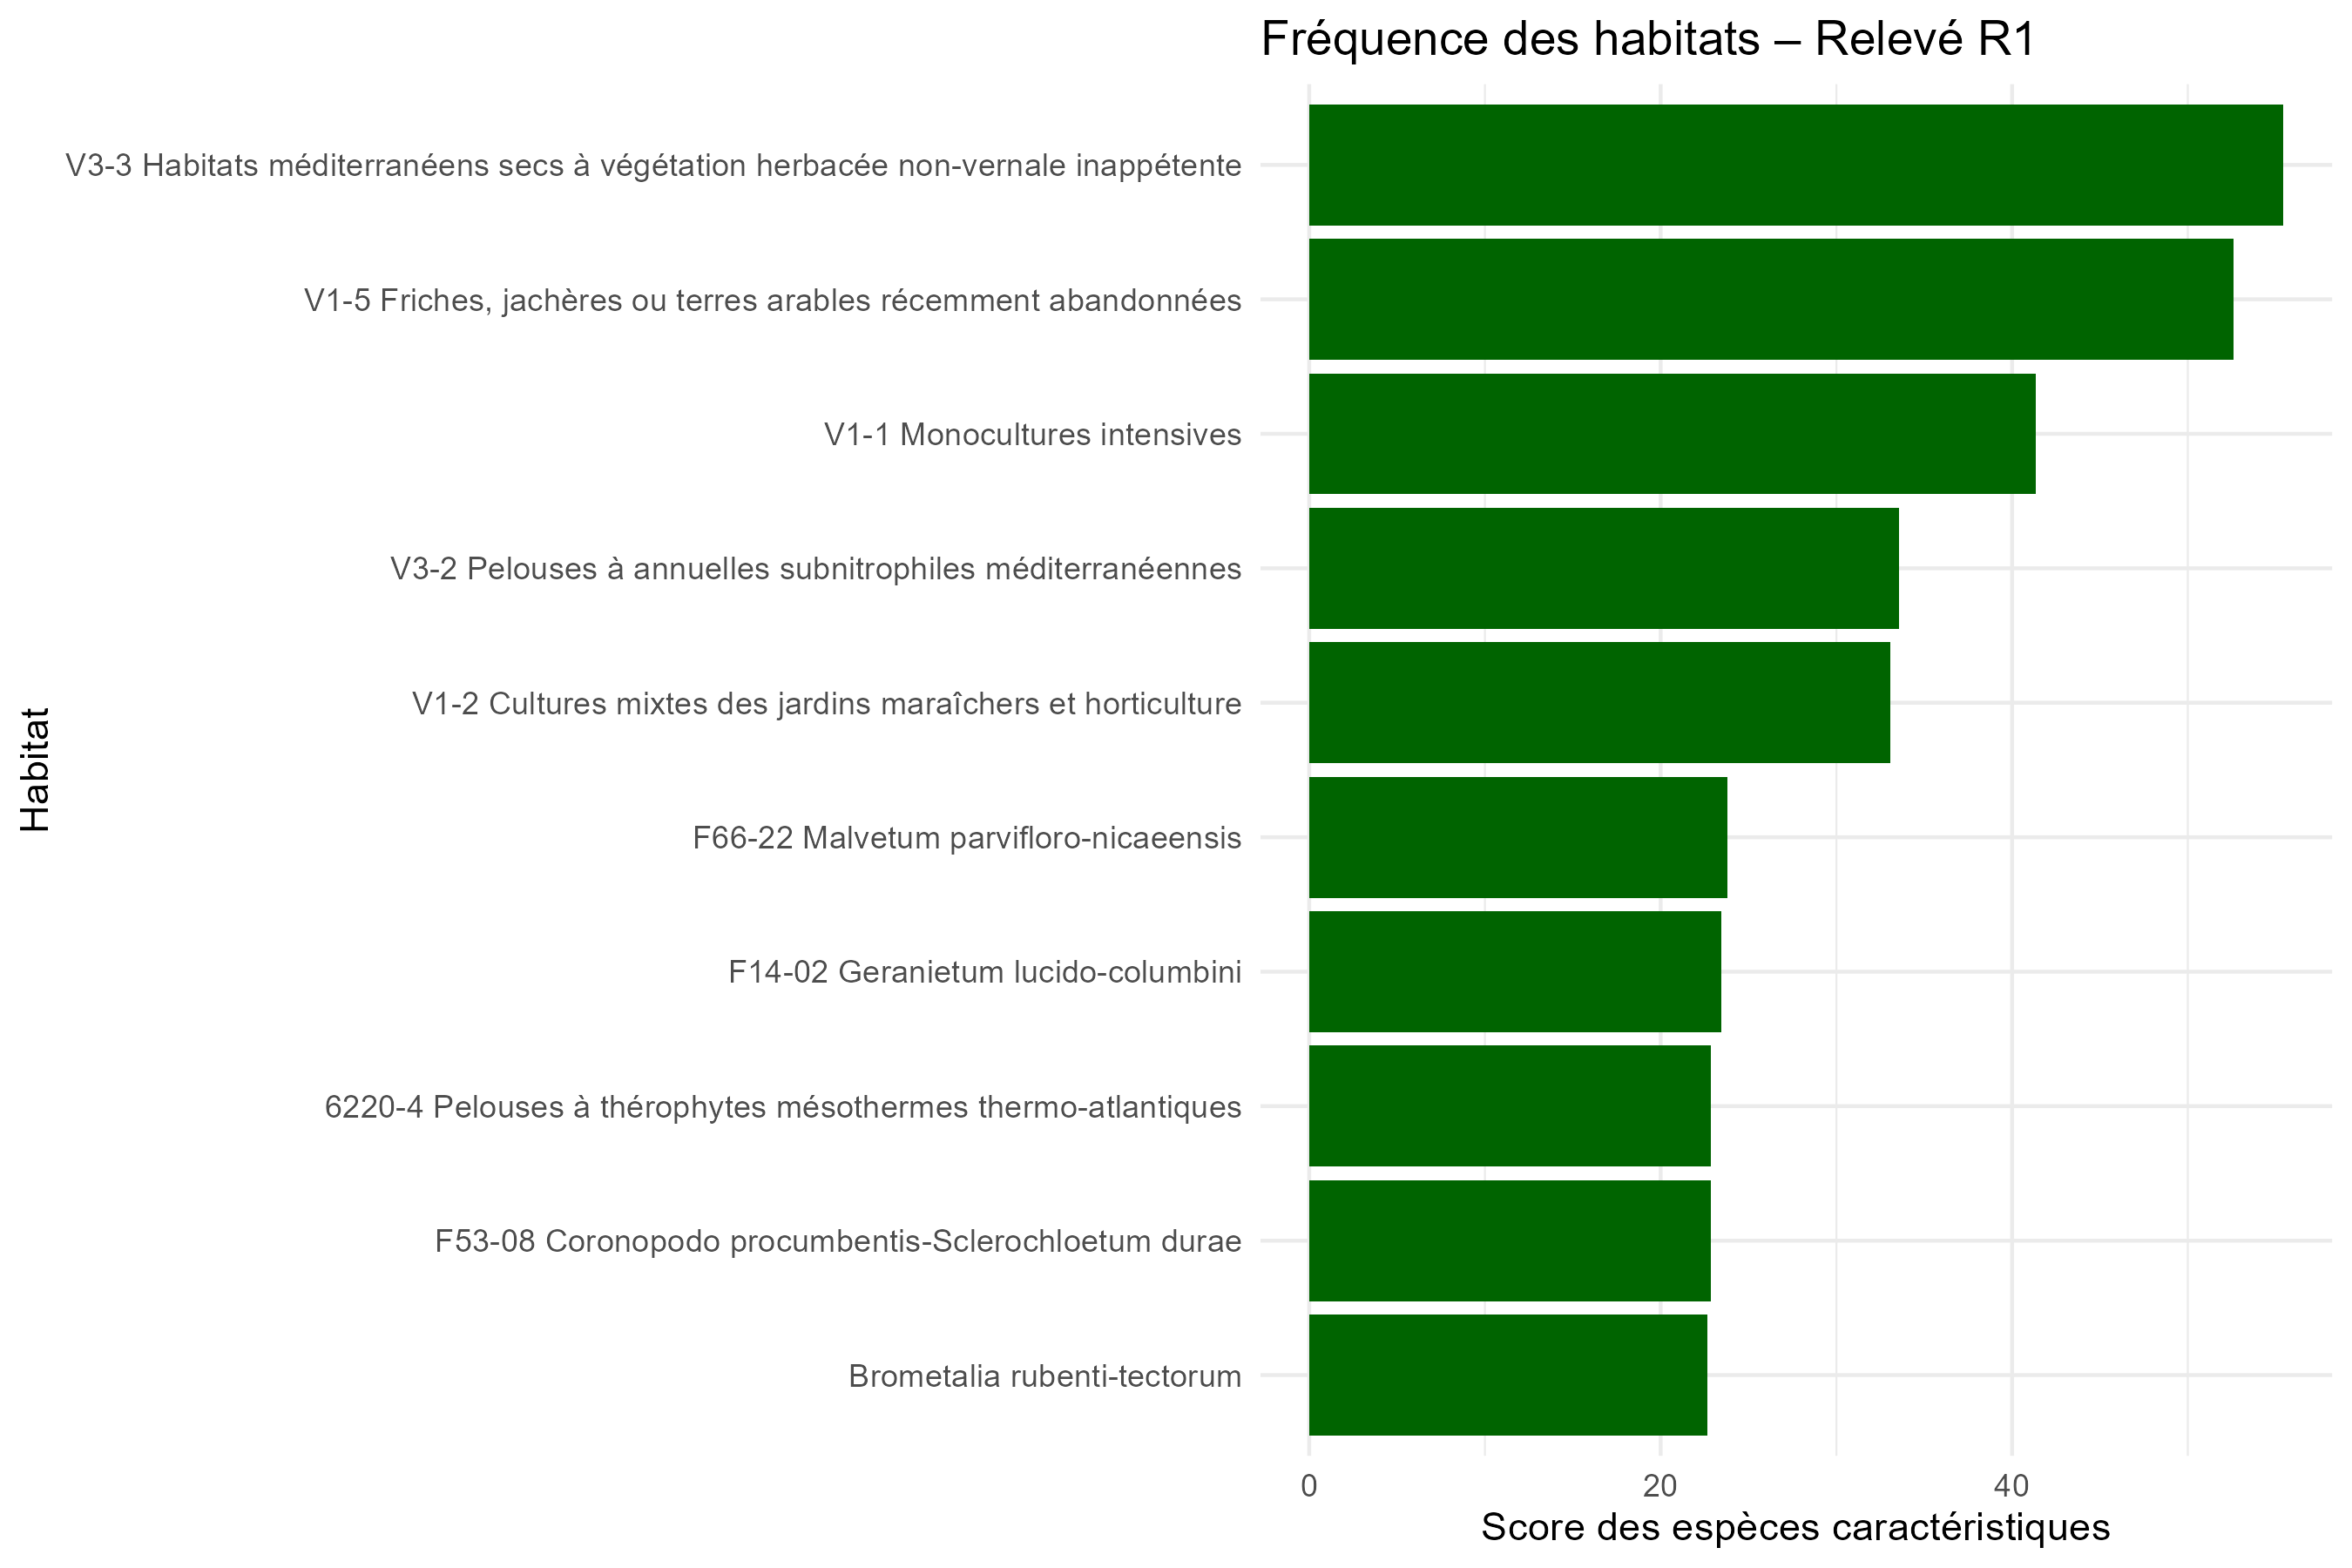 Fréquence des habitats – Relevé R1
V3-3 Habitats méditerranéens secs à végétation herbacée non-vernale inappétente
V1-5 Friches, jachères ou terres arables récemment abandonnées
V1-1 Monocultures intensives
V3-2 Pelouses à annuelles subnitrophiles méditerranéennes
V1-2 Cultures mixtes des jardins maraîchers et horticulture
F66-22 Malvetum parvifloro-nicaeensis
F14-02 Geranietum lucido-columbini
6220-4 Pelouses à thérophytes mésothermes thermo-atlantiques
F53-08 Coronopodo procumbentis-Sclerochloetum durae
Brometalia rubenti-tectorum
Habitat
0 20 40
Score des espèces caractéristiques